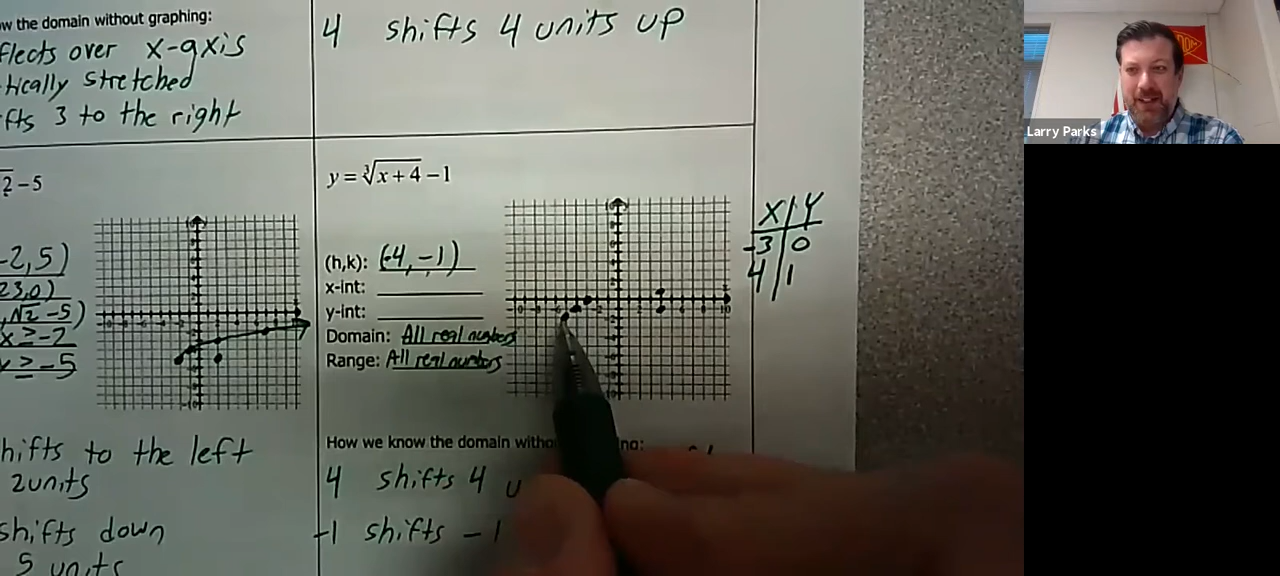 w the domain without graphing:
flects over x-axis
tically stretched
fts 3 to the right
4 shifts 4 units up
2 - 5
-2, 5)
23,0)
√2 -5)
x ≥ -2
y ≥ -5
hifts to the left
2 units
shifts down
5 units
y = ∛x+4 - 1
(h,k): (-4, -1)
x-int:
y-int:
Domain: All real numbers
Range: All real numbers
x | y
-3 | 0
4 | 1
How we know the domain witho ng:
4 shifts 4 u
-1 shifts -1
Larry Parks